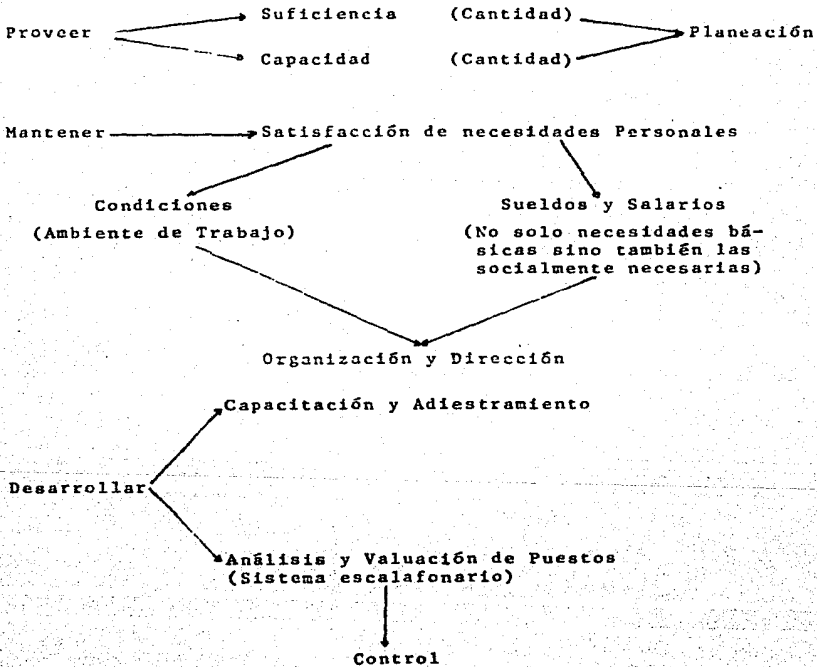 Suficiencia (Cantidad)
Proveer Planeación
Capacidad (Cantidad)
Mantener Satisfacción de necesidades Personales
Condiciones Sueldos y Salarios
(Ambiente de Trabajo) (No solo necesidades bá-
sicas sino también las
socialmente necesarias)
Organización y Dirección
Capacitación y Adiestramiento
Desarrollar
Análisis y Valuación de Puestos
(Sistema escalafonario)
Control